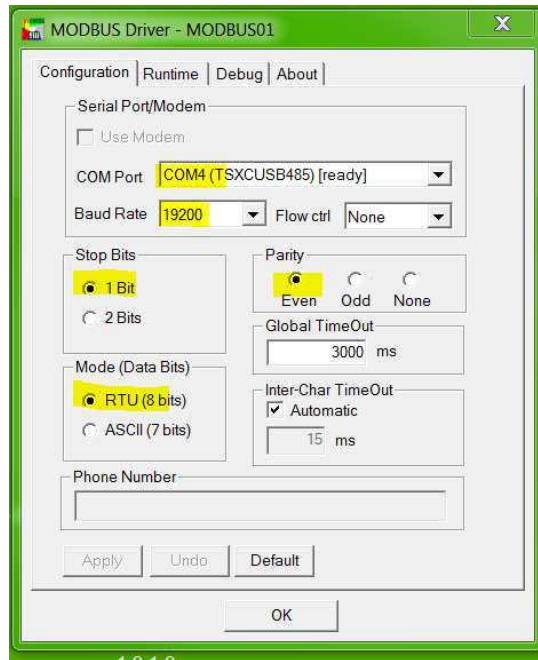 MODBUS Driver - MODBUS01
X
Configuration Runtime Debug About
Serial Port/Modem
Use Modem
COM Port COM4 (TSXCUSB485) [ready]
Baud Rate 19200 Flow ctrl None
Stop Bits
1 Bit
2 Bits
Parity
Even Odd None
Global TimeOut
3000 ms
Mode (Data Bits)
RTU (8 bits)
ASCII (7 bits)
Inter-Char TimeOut
Automatic
15 ms
Phone Number
Apply Undo Default
OK